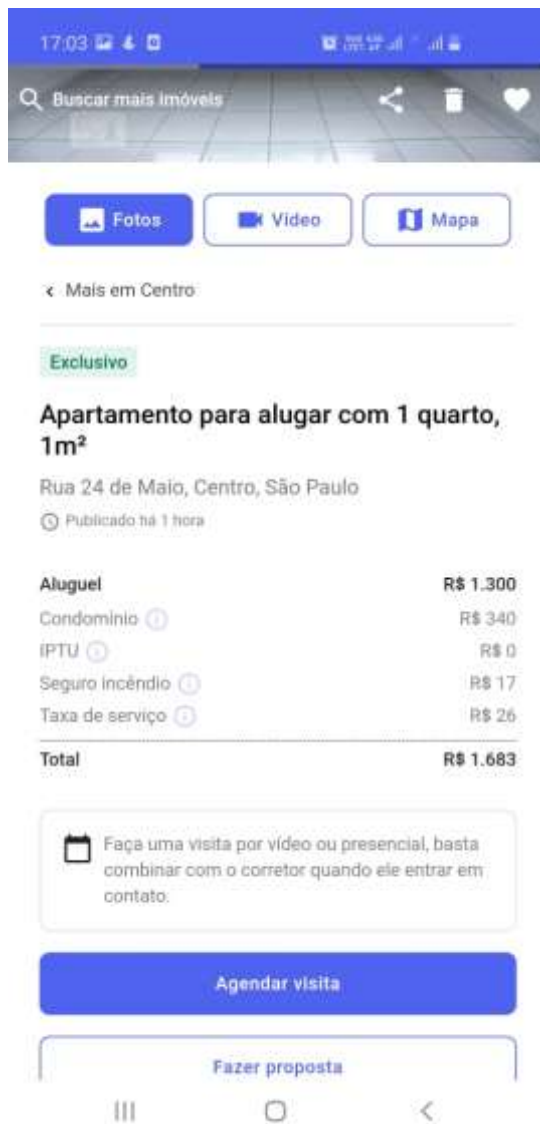 17:03
Buscar mais imóveis
Fotos
Vídeo
Mapa
Mais em Centro
Exclusivo
Apartamento para alugar com 1 quarto,
1m²
Rua 24 de Maio, Centro, São Paulo
Publicado há 1 hora
Aluguel R$ 1.300
Condomínio R$ 340
IPTU R$ 0
Seguro incêndio R$ 17
Taxa de serviço R$ 26
Total R$ 1.683
Faça uma visita por vídeo ou presencial, basta
combinar com o corretor quando ele entrar em
contato.
Agendar visita
Fazer proposta